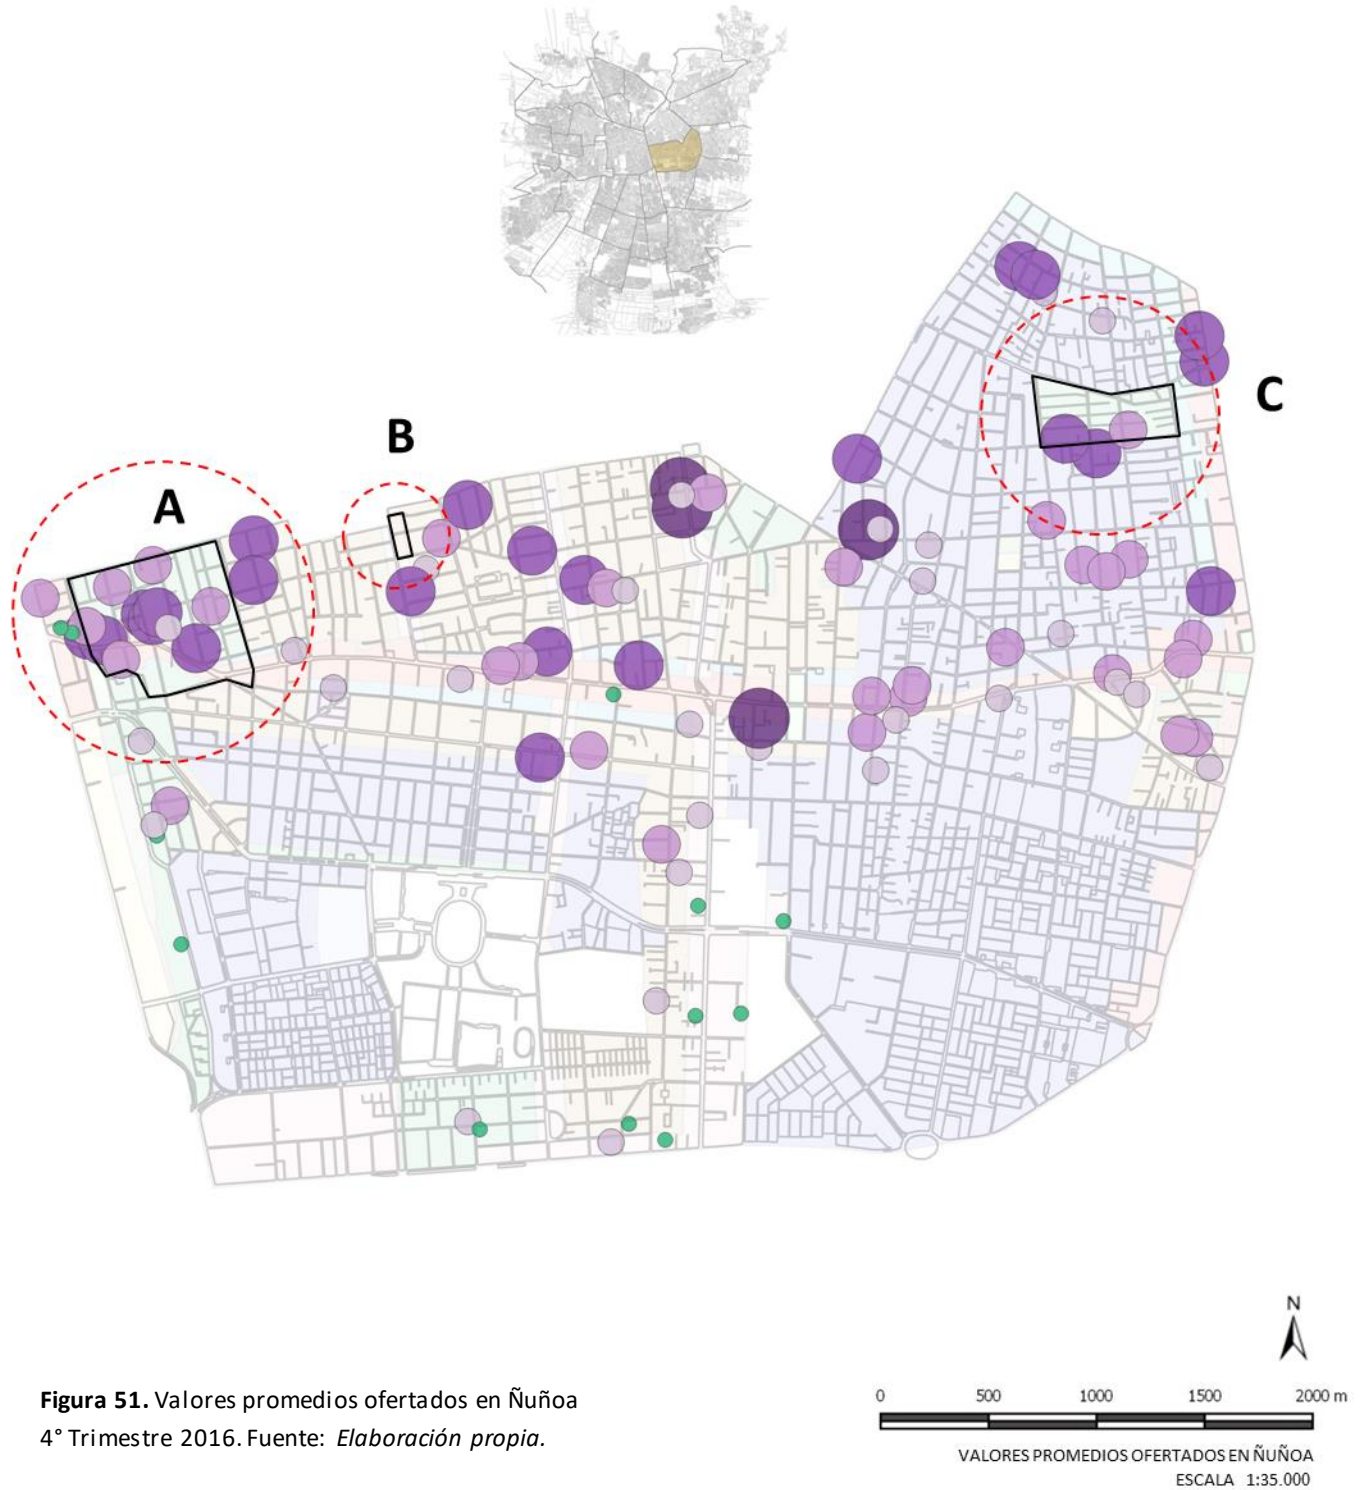 C
B
A
N
Figura 51. Valores promedios ofertados en Ñuñoa
4° Trimestre 2016. Fuente: Elaboración propia.
0 500 1000 1500 2000 m
VALORES PROMEDIOS OFERTADOS EN ÑUÑOA
ESCALA 1:35.000